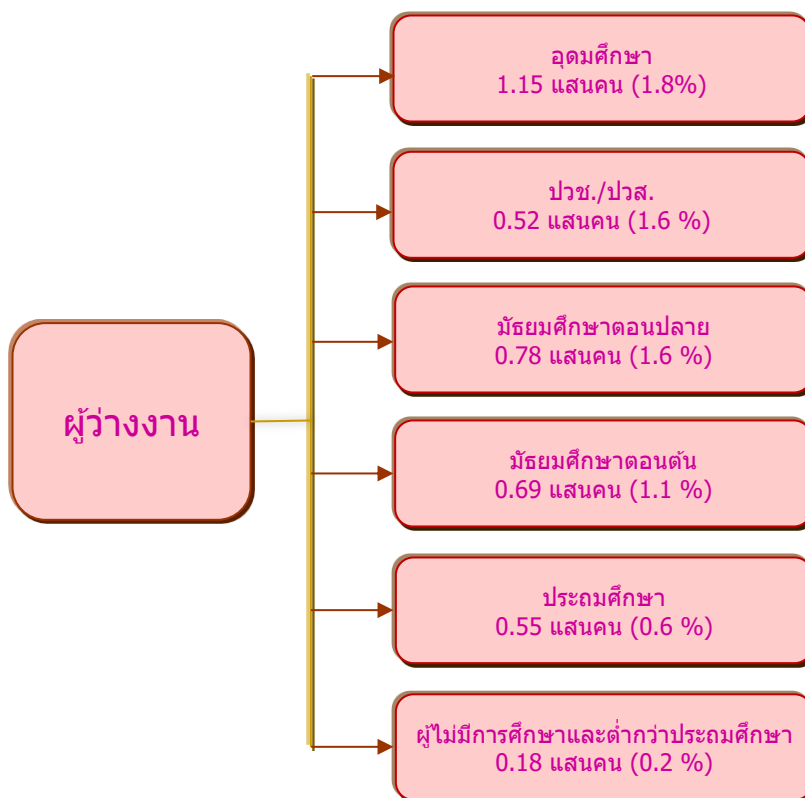 ผู้ว่างงาน
อุดมศึกษา
1.15 แสนคน (1.8%)
ปวช./ปวส.
0.52 แสนคน (1.6 %)
มัธยมศึกษาตอนปลาย
0.78 แสนคน (1.6 %)
มัธยมศึกษาตอนต้น
0.69 แสนคน (1.1 %)
ประถมศึกษา
0.55 แสนคน (0.6 %)
ผู้ไม่มีการศึกษาและต่ำกว่าประถมศึกษา
0.18 แสนคน (0.2 %)